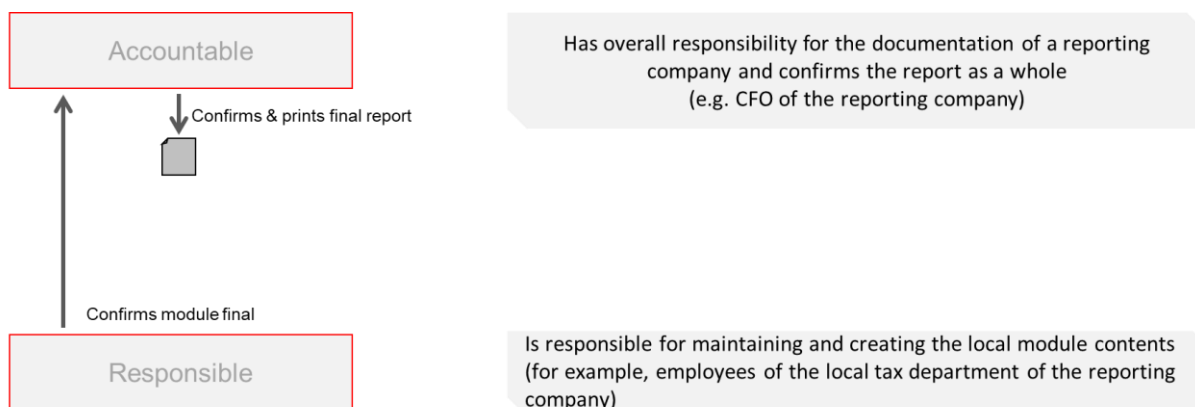 Accountable
Has overall responsibility for the documentation of a reporting
company and confirms the report as a whole
(e.g. CFO of the reporting company)
Confirms & prints final report
Confirms module final
Responsible
Is responsible for maintaining and creating the local module contents
(for example, employees of the local tax department of the reporting
company)